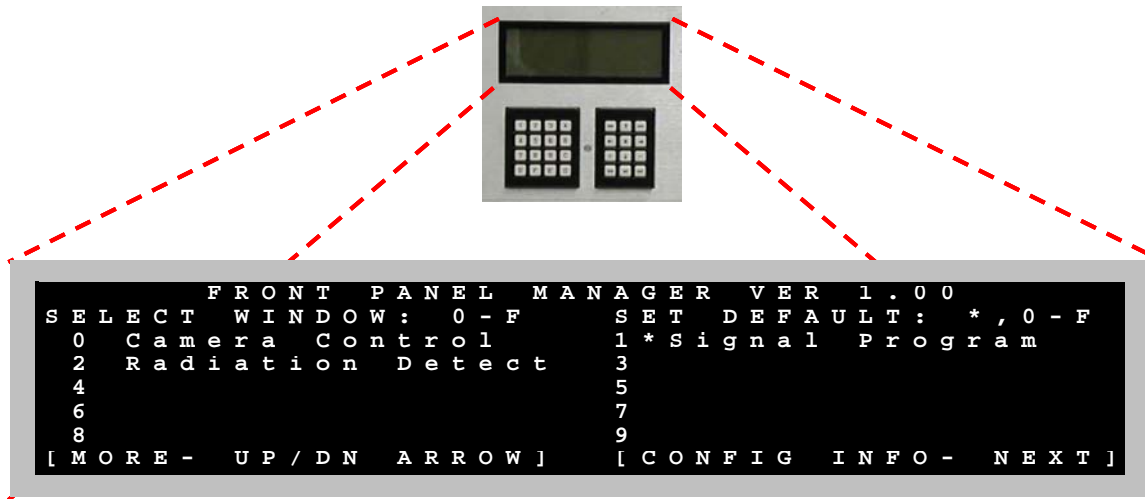 FRONT PANEL MANAGER VER 1.00
SELECT WINDOW: 0-F SET DEFAULT: *,0-F
0 Camera Control 1*Signal Program
2 Radiation Detect 3
4 5
6 7
8 9
[MORE- UP/DN ARROW] [CONFIG INFO- NEXT]